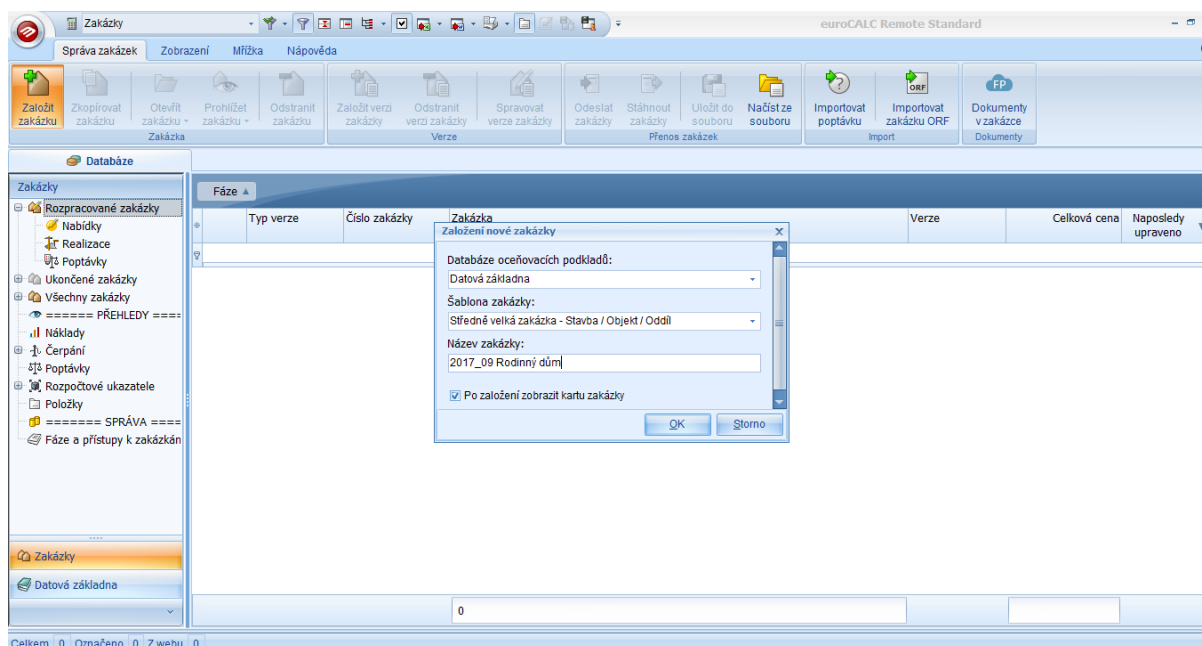 Zakázky
euroCALC Remote Standard
Správa zakázek Zobrazení Mřížka Nápověda
Založit zakázku
Zkopírovat zakázku
Otevřít zakázku
Prohlížet zakázku
Odstranit zakázku
Založit verzi zakázky
Odstranit verzi zakázky
Spravovat verze zakázky
Odeslat zakázky
Stáhnout zakázky
Uložit do souboru
Načíst ze souboru
Importovat poptávku
ORF
Importovat zakázku ORF
FP
Dokumenty v zakázce
Zakázka Verze Přenos zakázek Import Dokumenty
Databáze
Zakázky
Rozpracované zakázky
Nabídky
Realizace
Poptávky
Ukončené zakázky
Všechny zakázky
====== PŘEHLEDY ====
Náklady
Čerpání
Poptávky
Rozpočtové ukazatele
Položky
======= SPRÁVA ====
Fáze a přístupy k zakázkán
Zakázky
Datová základna
Fáze
Typ verze Číslo zakázky Zakázka Verze Celková cena Naposledy upraveno
Založení nové zakázky
Databáze oceňovacích podkladů:
Datová základna
Šablona zakázky:
Středně velká zakázka - Stavba / Objekt / Oddíl
Název zakázky:
2017_09 Rodinný dům
Po založení zobrazit kartu zakázky
OK Storno
0
Celkem 0 Označeno 0 Z webu 0